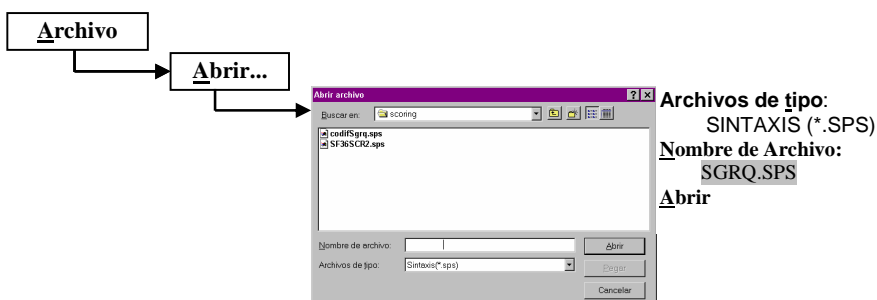 Archivo
Abrir...
Abrir archivo
Buscar en:
scoring
codifSgrq.sps
SF36SCR2.sps
Nombre de archivo:
Abrir
Archivos de tipo:
Sintaxis(*.sps)
Pegar
Cancelar
Archivos de tipo:
SINTAXIS (*.SPS)
Nombre de Archivo:
SGRQ.SPS
Abrir